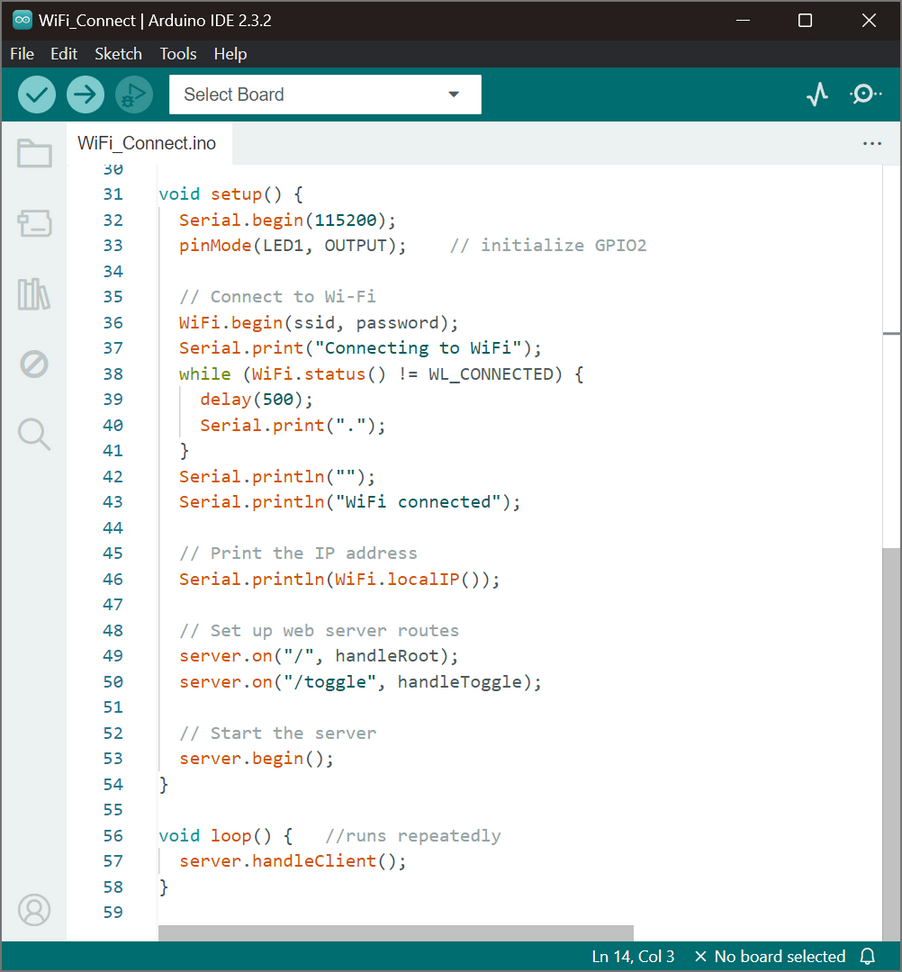 WiFi_Connect | Arduino IDE 2.3.2
File Edit Sketch Tools Help
Select Board
WiFi_Connect.ino
30
31 void setup() {
32   Serial.begin(115200);
33   pinMode(LED1, OUTPUT);    // initialize GPIO2
34
35   // Connect to Wi-Fi
36   WiFi.begin(ssid, password);
37   Serial.print("Connecting to WiFi");
38   while (WiFi.status() != WL_CONNECTED) {
39     delay(500);
40     Serial.print(".");
41   }
42   Serial.println("");
43   Serial.println("WiFi connected");
44
45   // Print the IP address
46   Serial.println(WiFi.localIP());
47
48   // Set up web server routes
49   server.on("/", handleRoot);
50   server.on("/toggle", handleToggle);
51
52   // Start the server
53   server.begin();
54 }
55
56 void loop() {   //runs repeatedly
57   server.handleClient();
58 }
59
Ln 14, Col 3 × No board selected